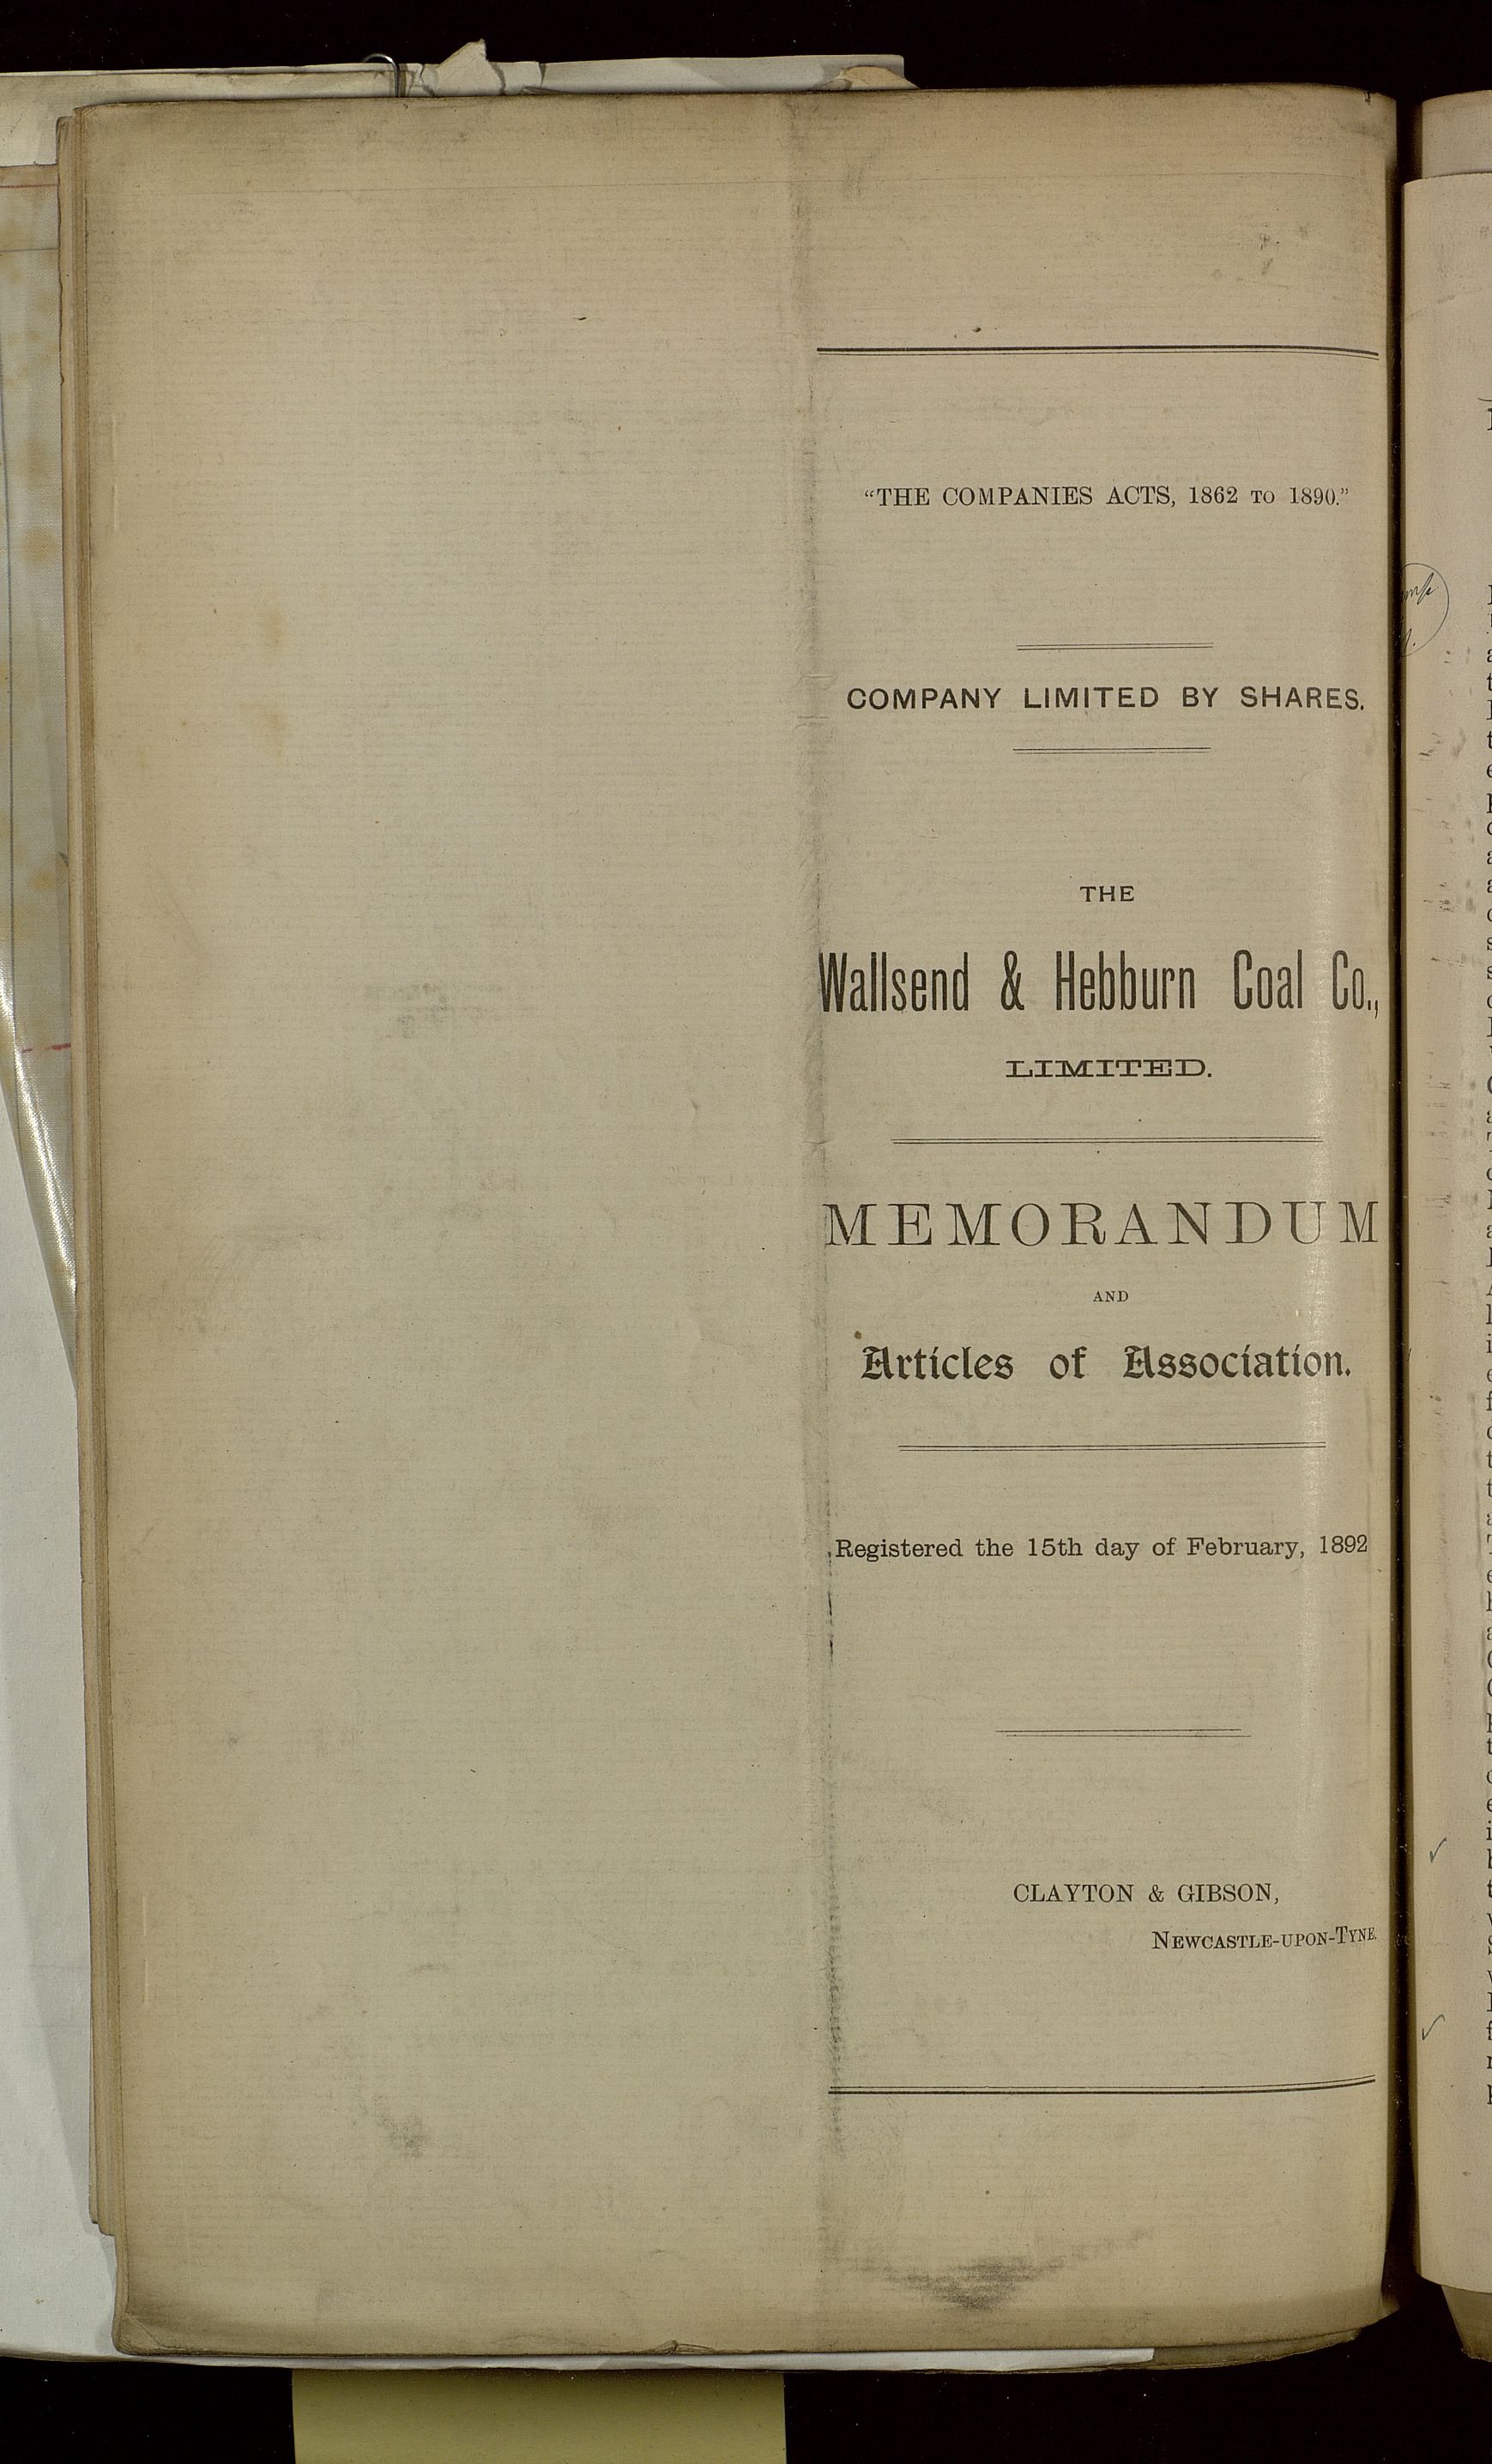 “THE COMPANIES ACTS, 1862 TO 1890.”
COMPANY LIMITED BY SHARES.
THE
Wallsend & Hebburn Coal Co.,
LIMITED.
MEMORANDUM
AND
Articles of Association.
Registered the 15th day of February, 1892
CLAYTON & GIBSON,
NEWCASTLE-UPON-TYNE.